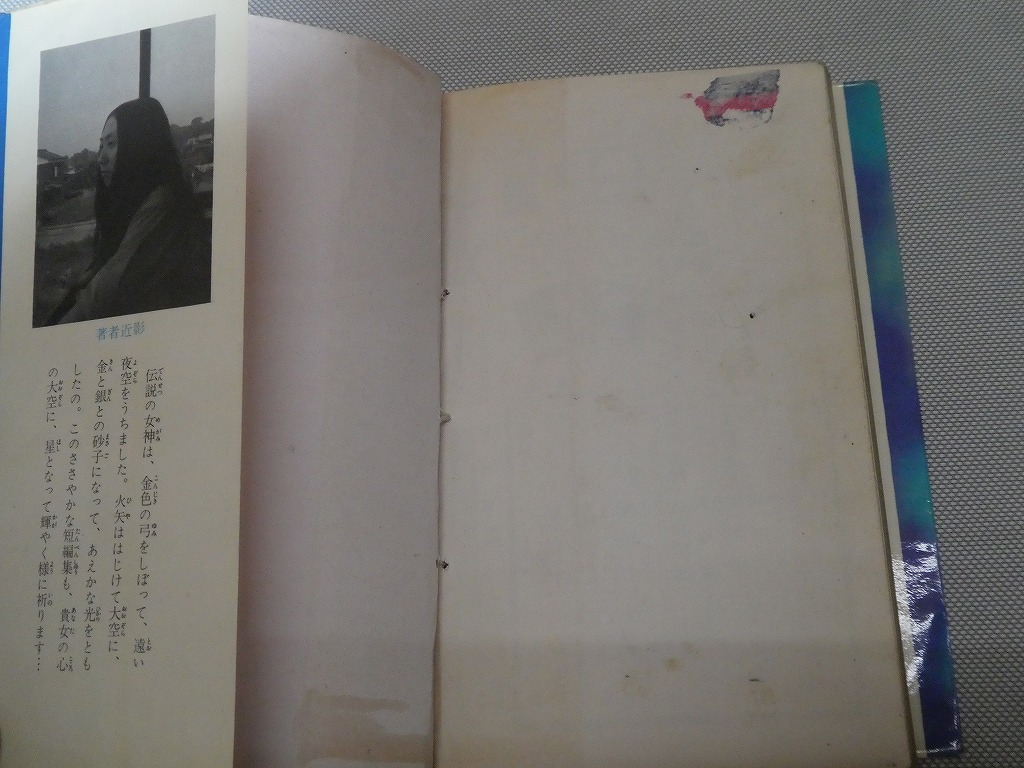 著者近影
伝説の女神は、金色の弓をしぼって、遠い
夜空をうちました。火矢ははじけて大空に、
金と銀との砂子になって、あえかな光をとも
したの。このささやかな短編集も、貴女の心
の大空に、星となって輝やく様に祈ります…